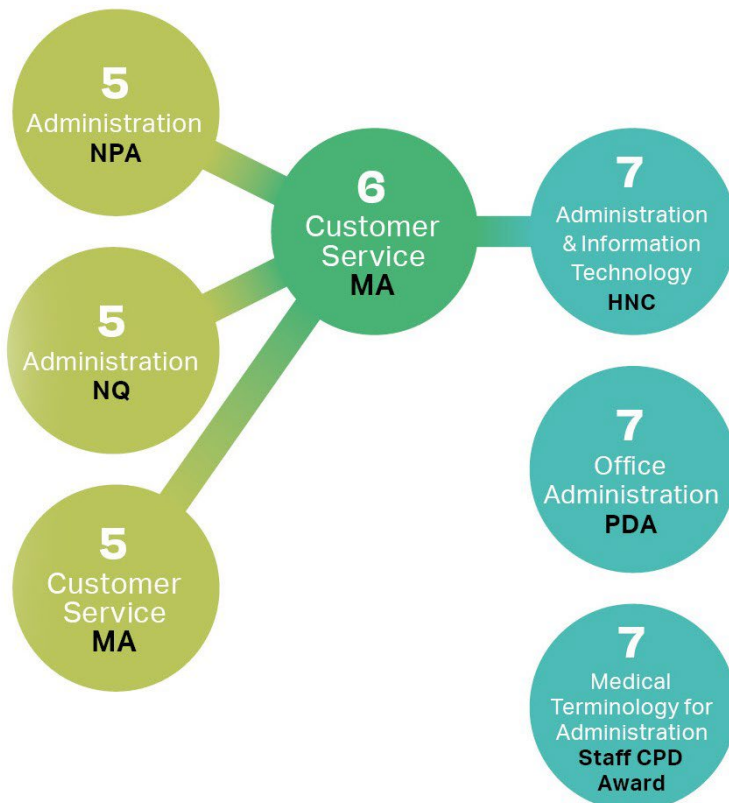 5
Administration
NPA
5
Administration
NQ
5
Customer
Service
MA
6
Customer
Service
MA
7
Administration
& Information
Technology
HNC
7
Office
Administration
PDA
7
Medical
Terminology for
Administration
Staff CPD
Award